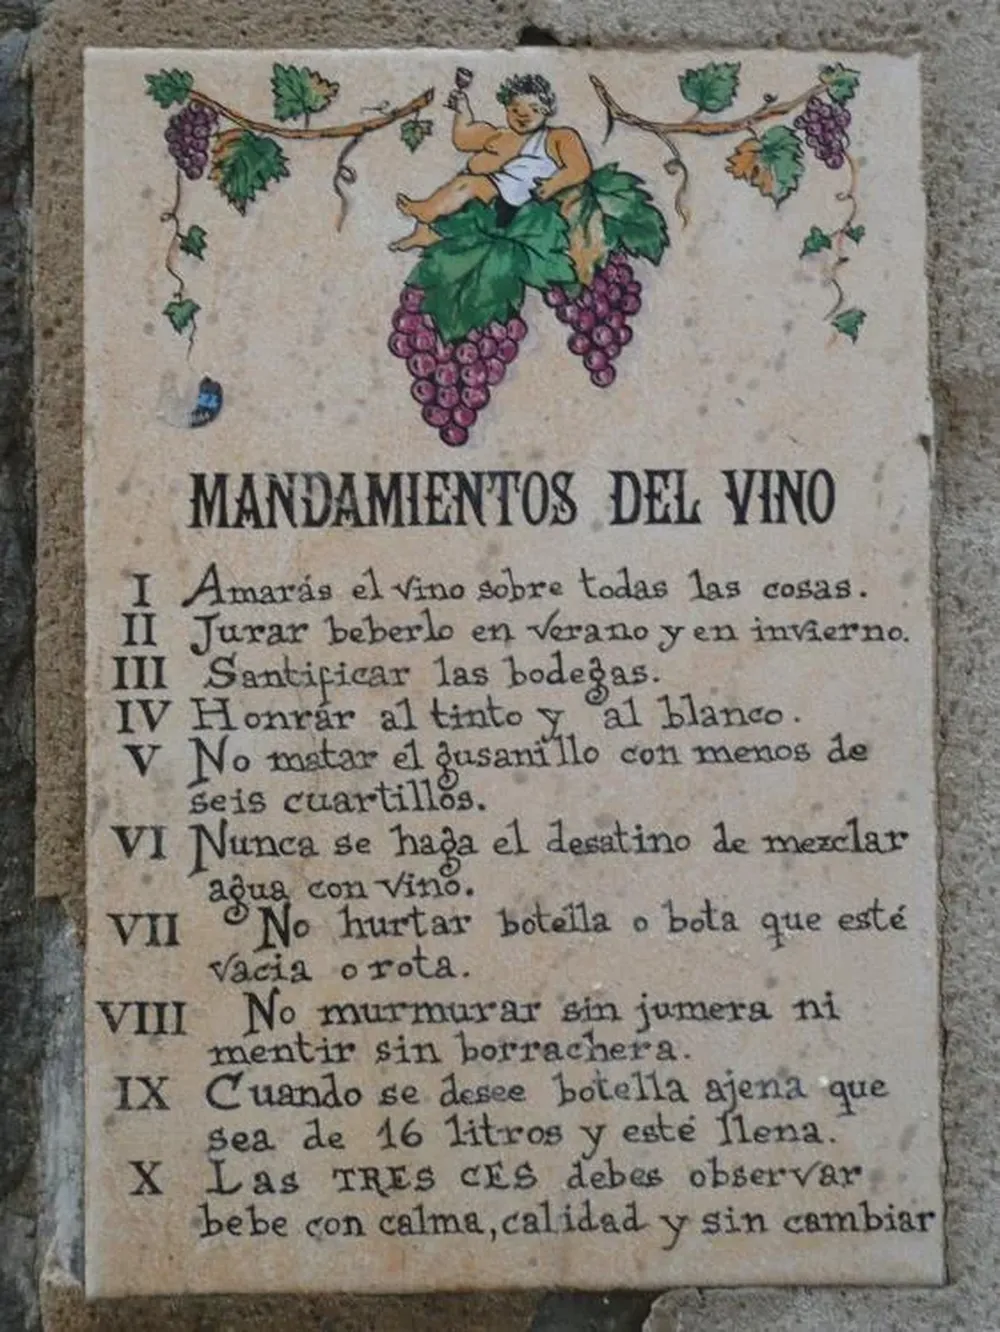 MANDAMIENTOS DEL VINO
I Amarás el vino sobre todas las cosas.
II Jurar beberlo en verano y en invierno.
III Santificar las bodegas.
IV Honrar al tinto y al blanco.
V No matar el gusanillo con menos de
seis cuartillos.
VI Nunca se haga el desatino de mezclar
agua con vino.
VII No hurtar botella o bota que esté
vacia o rota.
VIII No murmurar sin jumera ni
mentir sin borrachera.
IX Cuando se desee botella ajena que
sea de 16 litros y esté llena.
X Las TRES CES debes observar
bebe con calma, calidad y sin cambiar